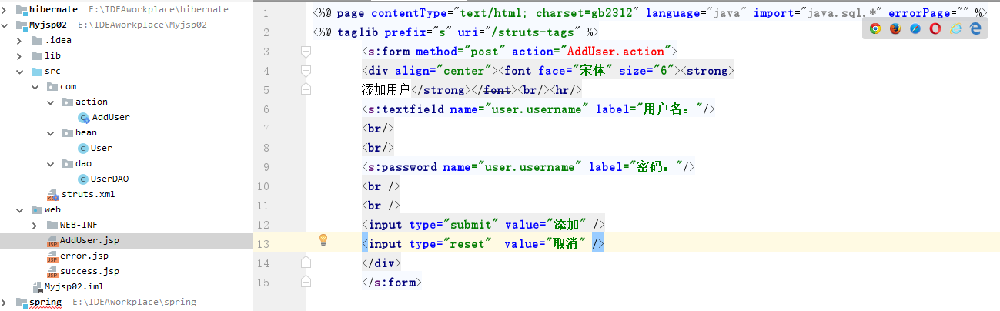 hibernate E:\IDEAworkplace\hibernate
Myjsp02 E:\IDEAworkplace\Myjsp02
.idea
lib
src
com
action
AddUser
bean
User
dao
UserDAO
struts.xml
web
WEB-INF
AddUser.jsp
error.jsp
success.jsp
Myjsp02.iml
spring E:\IDEAworkplace\spring
1 <%@ page contentType="text/html; charset=gb2312" language="java" import="java.sql.*" errorPage="" %>
2 <%@ taglib prefix="s" uri="/struts-tags" %>
3 <s:form method="post" action="AddUser.action">
4 <div align="center"><font face="宋体" size="6"><strong>
5 添加用户</strong></font><br/><hr/>
6 <s:textfield name="user.username" label="用户名："/>
7 <br/>
8 <br/>
9 <s:password name="user.username" label="密码："/>
10 <br />
11 <br />
12 <input type="submit" value="添加" />
13 <input type="reset"  value="取消" />
14 </div>
15 </s:form>